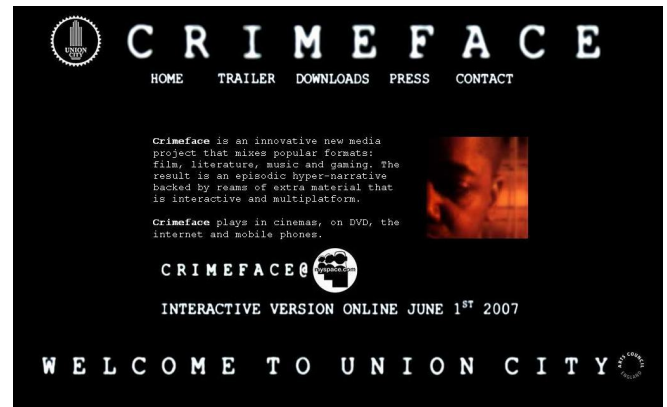 UNION
CITY
CRIMEFACE
HOME TRAILER DOWNLOADS PRESS CONTACT
Crimeface is an innovative new media
project that mixes popular formats:
film, literature, music and gaming. The
result is an episodic hyper-narrative
backed by reams of extra material that
is interactive and multiplatform.
Crimeface plays in cinemas, on DVD, the
internet and mobile phones.
CRIMEFACE@
myspace.com
INTERACTIVE VERSION ONLINE JUNE 1ST 2007
WELCOME TO UNION CITY
ARTS COUNCIL
ENGLAND